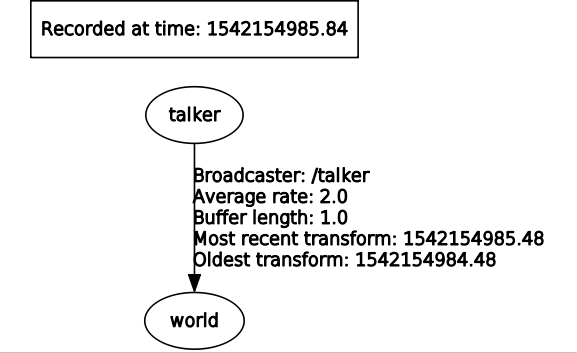 Recorded at time: 1542154985.84
talker
Broadcaster: /talker
Average rate: 2.0
Buffer length: 1.0
Most recent transform: 1542154985.48
Oldest transform: 1542154984.48
world